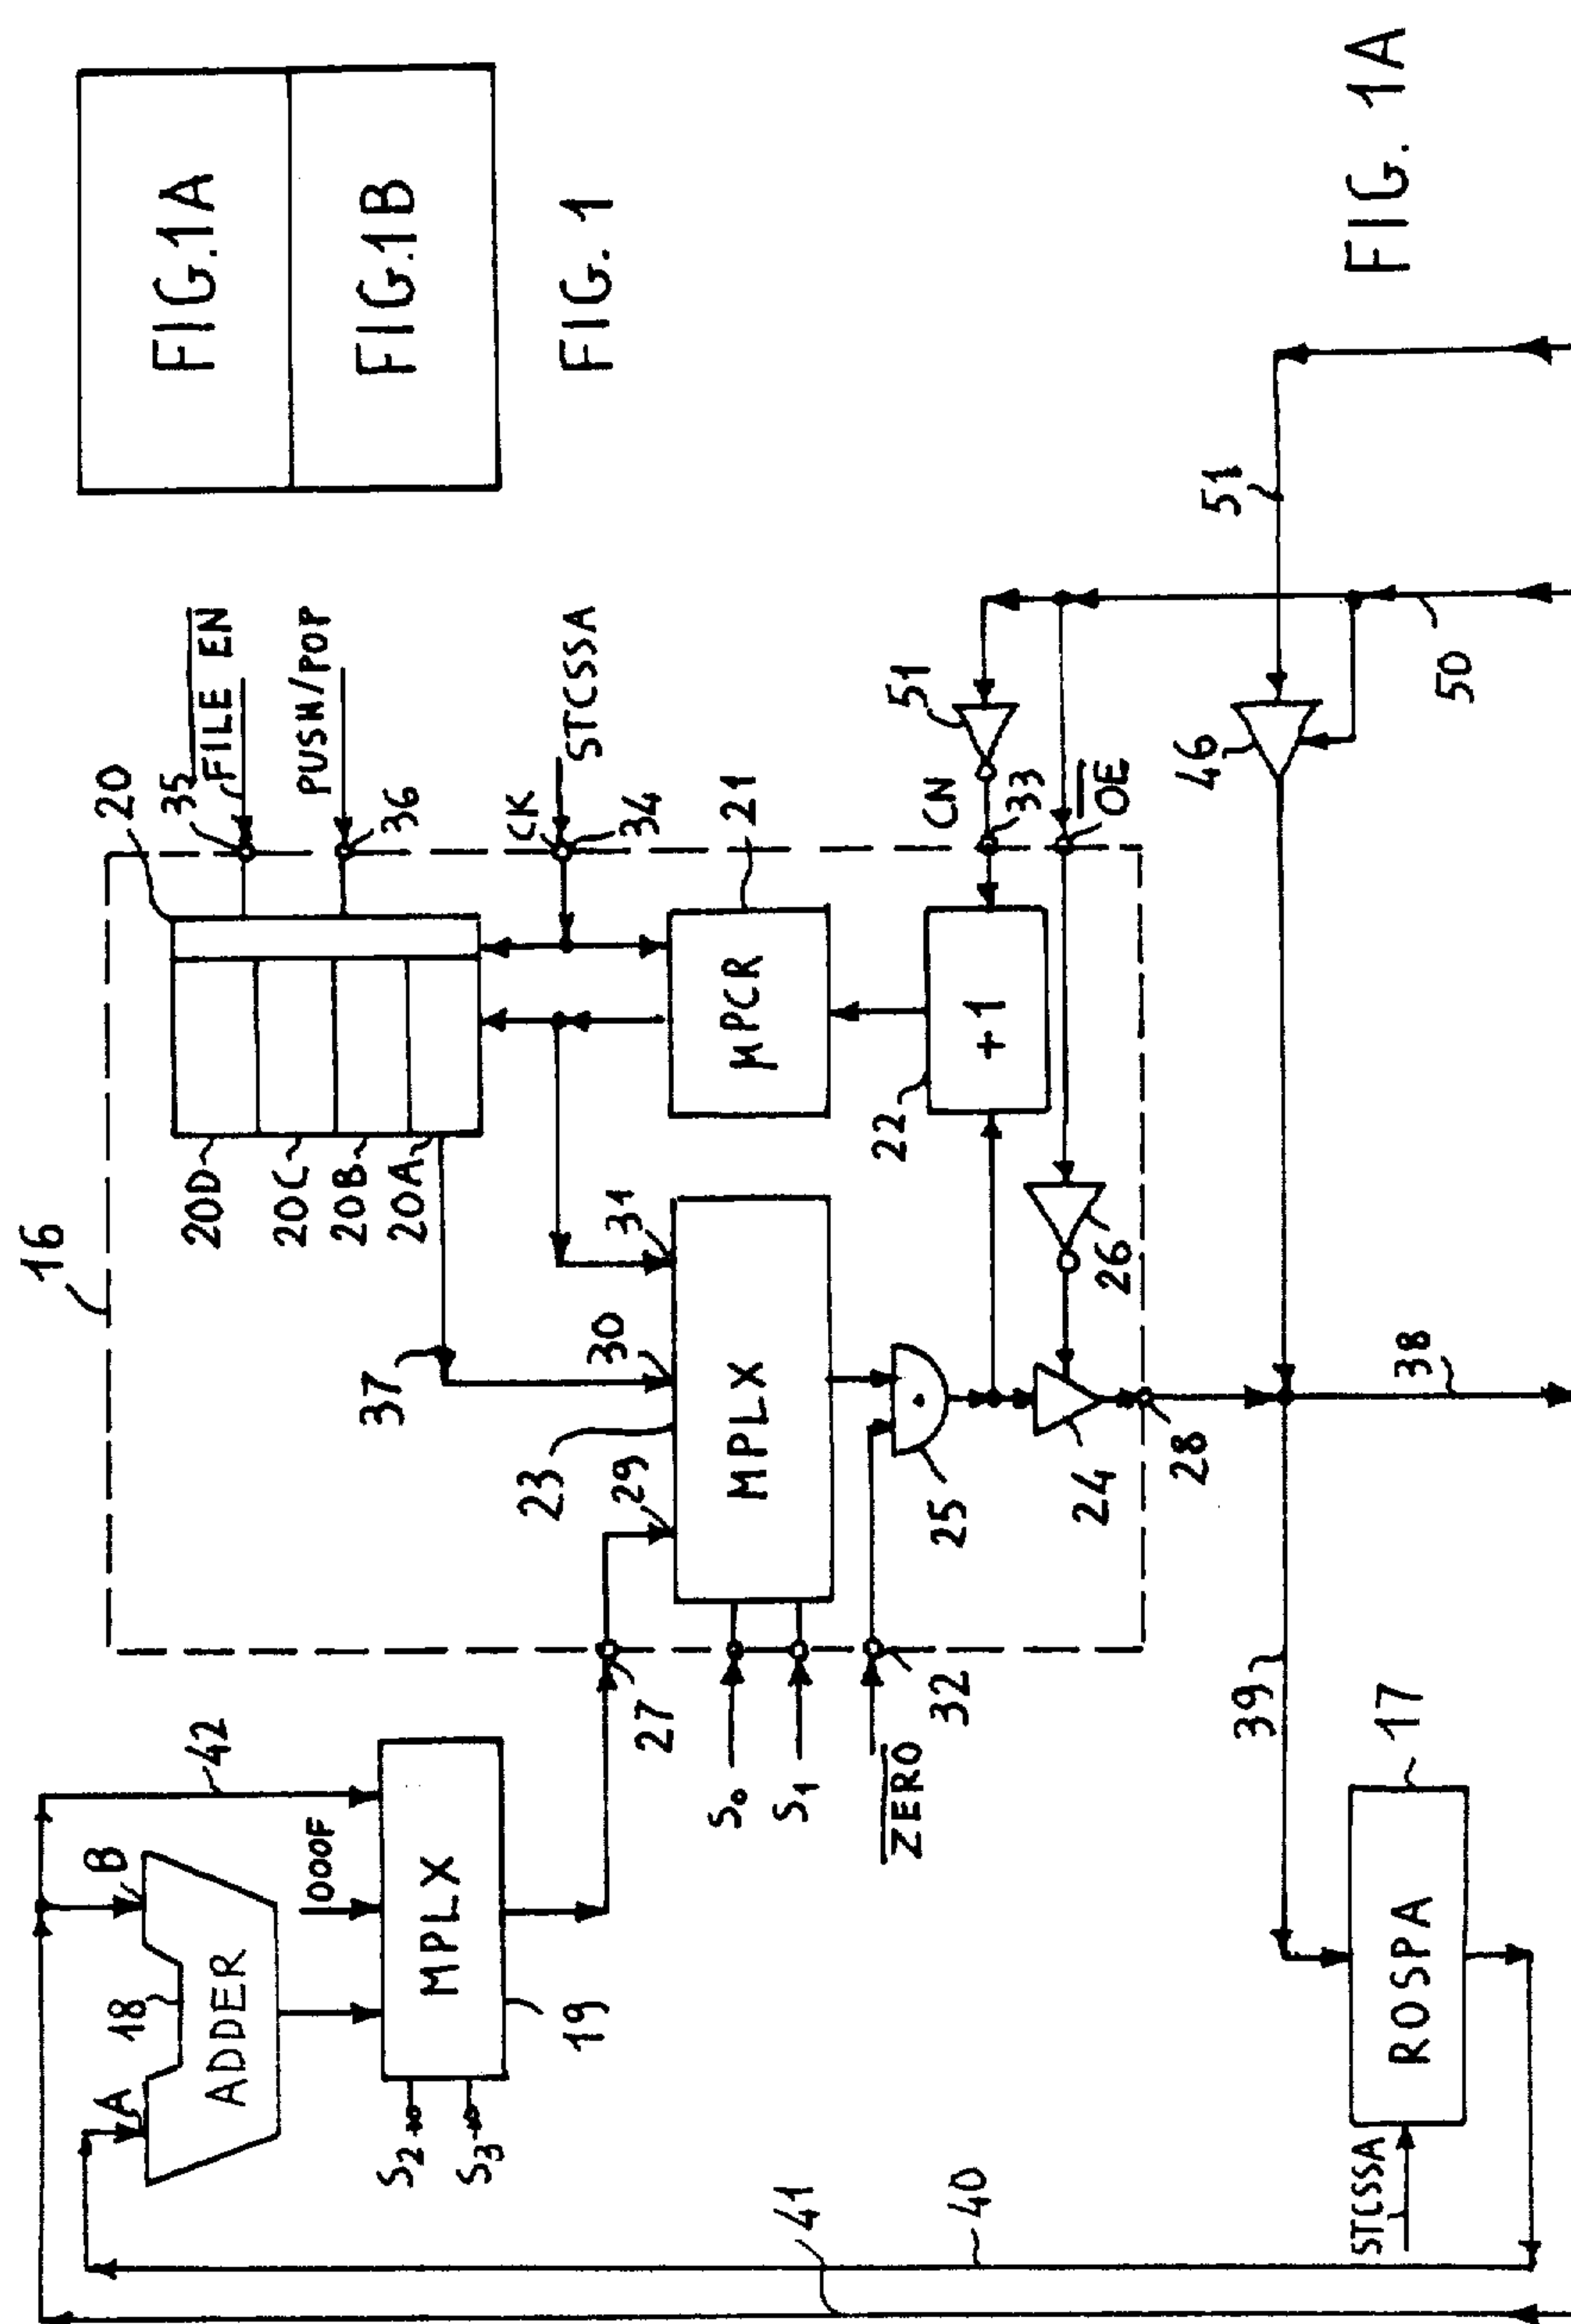 FIG.1A
FIG.1B
FIG. 1
FIG. 1A
16
20
35
FILE EN
PUSH/POP
36
CK
STCSSA
34
20D
20C
20B
20A
37
21
µPCR
42
B
A
18
ADDER
000F
MPLX
19
S2
S3
27
29
23
30
31
MPLX
S0
S1
ZERO
32
25
22
+1
CN
33
51
OE
26
24
28
46
50
51
38
39
17
ROSPA
STCSSA
40
41